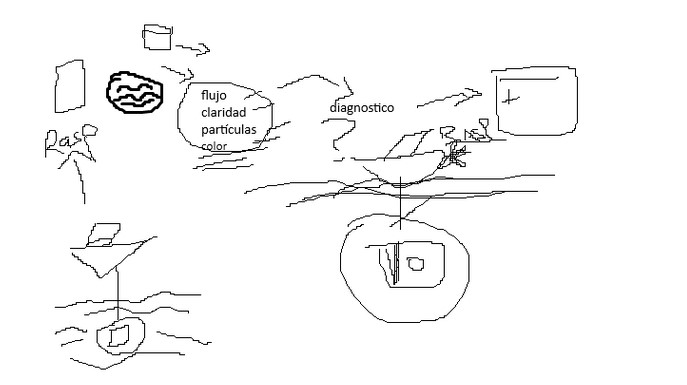 flujo
claridad
partículas
color
diagnostico